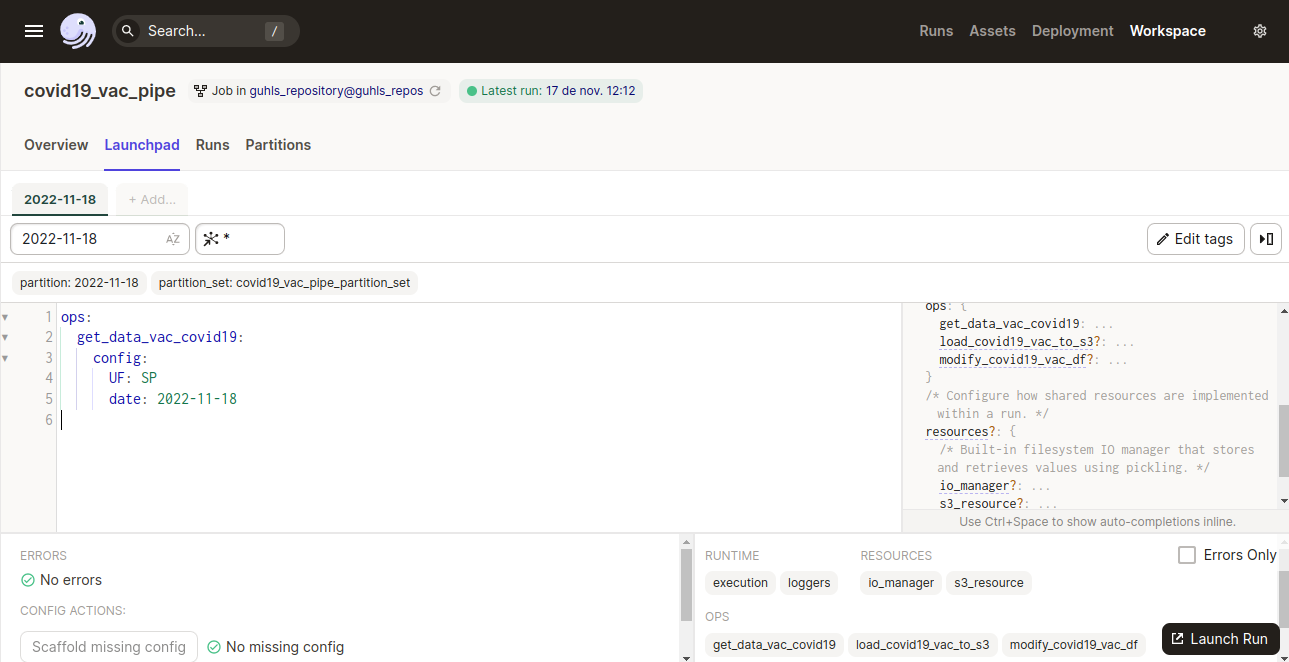 Search... /
Runs Assets Deployment Workspace
covid19_vac_pipe Job in guhls_repository@guhls_repos Latest run: 17 de nov. 12:12
Overview Launchpad Runs Partitions
2022-11-18 + Add...
2022-11-18 AZ * Edit tags
partition: 2022-11-18 partition_set: covid19_vac_pipe_partition_set
1 ops:
2 get_data_vac_covid19:
3 config:
4 UF: SP
5 date: 2022-11-18
6
ops: {
get_data_vac_covid19: ...
load_covid19_vac_to_s3?: ...
modify_covid19_vac_df?: ...
}
/* Configure how shared resources are implemented
within a run. */
resources?: {
/* Built-in filesystem IO manager that stores
and retrieves values using pickling. */
io_manager?: ...
s3_resource?: ...
Use Ctrl+Space to show auto-completions inline.
ERRORS
No errors
CONFIG ACTIONS:
Scaffold missing config No missing config
RUNTIME RESOURCES Errors Only
execution loggers io_manager s3_resource
OPS
get_data_vac_covid19 load_covid19_vac_to_s3 modify_covid19_vac_df
Launch Run